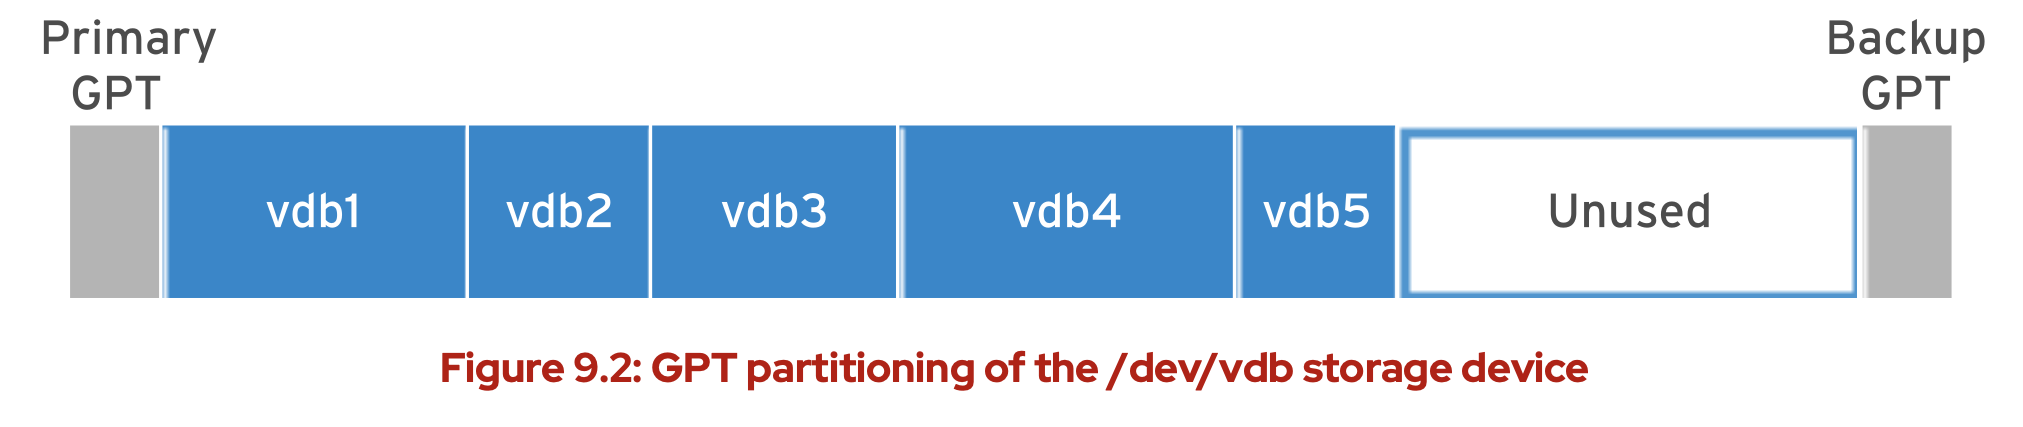 Primary
GPT
Backup
GPT
vdb1
vdb2
vdb3
vdb4
vdb5
Unused
Figure 9.2: GPT partitioning of the /dev/vdb storage device